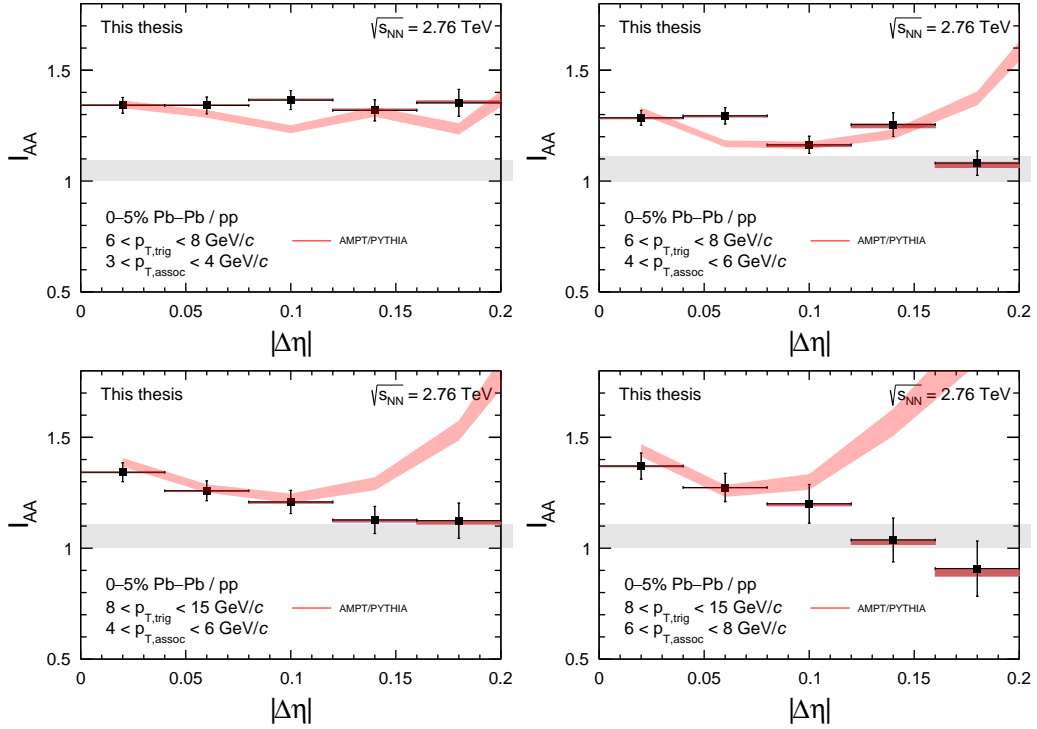 This thesis
√sNN = 2.76 TeV
1.5
1
0.5
IAA
0–5% Pb–Pb / pp
6 < pT,trig < 8 GeV/c
3 < pT,assoc < 4 GeV/c
AMPT/PYTHIA
0 0.05 0.1 0.15 0.2
|Δη|
This thesis
√sNN = 2.76 TeV
1.5
1
0.5
IAA
0–5% Pb–Pb / pp
6 < pT,trig < 8 GeV/c
4 < pT,assoc < 6 GeV/c
AMPT/PYTHIA
0 0.05 0.1 0.15 0.2
|Δη|
This thesis
√sNN = 2.76 TeV
1.5
1
0.5
IAA
0–5% Pb–Pb / pp
8 < pT,trig < 15 GeV/c
4 < pT,assoc < 6 GeV/c
AMPT/PYTHIA
0 0.05 0.1 0.15 0.2
|Δη|
This thesis
√sNN = 2.76 TeV
1.5
1
0.5
IAA
0–5% Pb–Pb / pp
8 < pT,trig < 15 GeV/c
6 < pT,assoc < 8 GeV/c
AMPT/PYTHIA
0 0.05 0.1 0.15 0.2
|Δη|